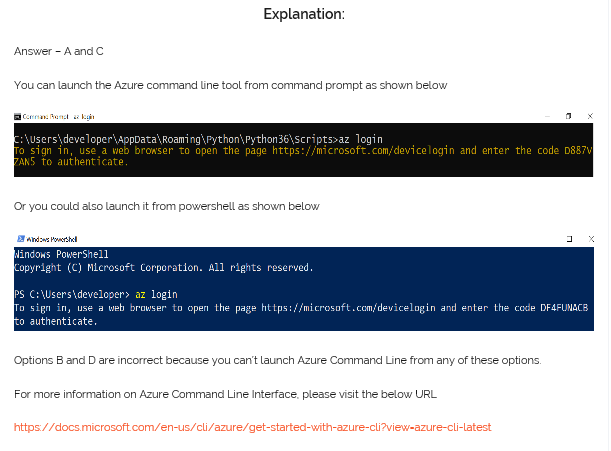 Explanation:
Answer – A and C
You can launch the Azure command line tool from command prompt as shown below
Command Prompt - az login
C:\Users\developer\AppData\Roaming\Python\Python36\Scripts>az login
To sign in, use a web browser to open the page https://microsoft.com/devicelogin and enter the code D887V
ZAN5 to authenticate.
Or you could also launch it from powershell as shown below
Windows PowerShell
Windows PowerShell
Copyright (C) Microsoft Corporation. All rights reserved.
PS C:\Users\developer> az login
To sign in, use a web browser to open the page https://microsoft.com/devicelogin and enter the code DF4FUNACB
to authenticate.
Options B and D are incorrect because you can't launch Azure Command Line from any of these options.
For more information on Azure Command Line Interface, please visit the below URL
https://docs.microsoft.com/en-us/cli/azure/get-started-with-azure-cli?view=azure-cli-latest